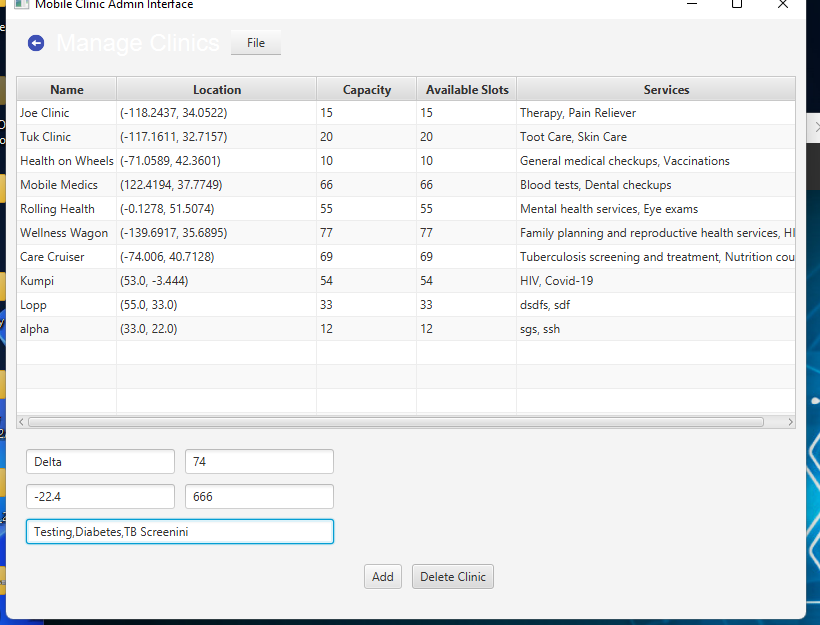 Mobile Clinic Admin Interface
Manage Clinics File
Name Location Capacity Available Slots Services
Joe Clinic (-118.2437, 34.0522) 15 15 Therapy, Pain Reliever
Tuk Clinic (-117.1611, 32.7157) 20 20 Toot Care, Skin Care
Health on Wheels (-71.0589, 42.3601) 10 10 General medical checkups, Vaccinations
Mobile Medics (122.4194, 37.7749) 66 66 Blood tests, Dental checkups
Rolling Health (-0.1278, 51.5074) 55 55 Mental health services, Eye exams
Wellness Wagon (-139.6917, 35.6895) 77 77 Family planning and reproductive health services, HI
Care Cruiser (-74.006, 40.7128) 69 69 Tuberculosis screening and treatment, Nutrition cou
Kumpi (53.0, -3.444) 54 54 HIV, Covid-19
Lopp (55.0, 33.0) 33 33 dsdfs, sdf
alpha (33.0, 22.0) 12 12 sgs, ssh
Delta 74
-22.4 666
Testing,Diabetes,TB Screenini
Add Delete Clinic